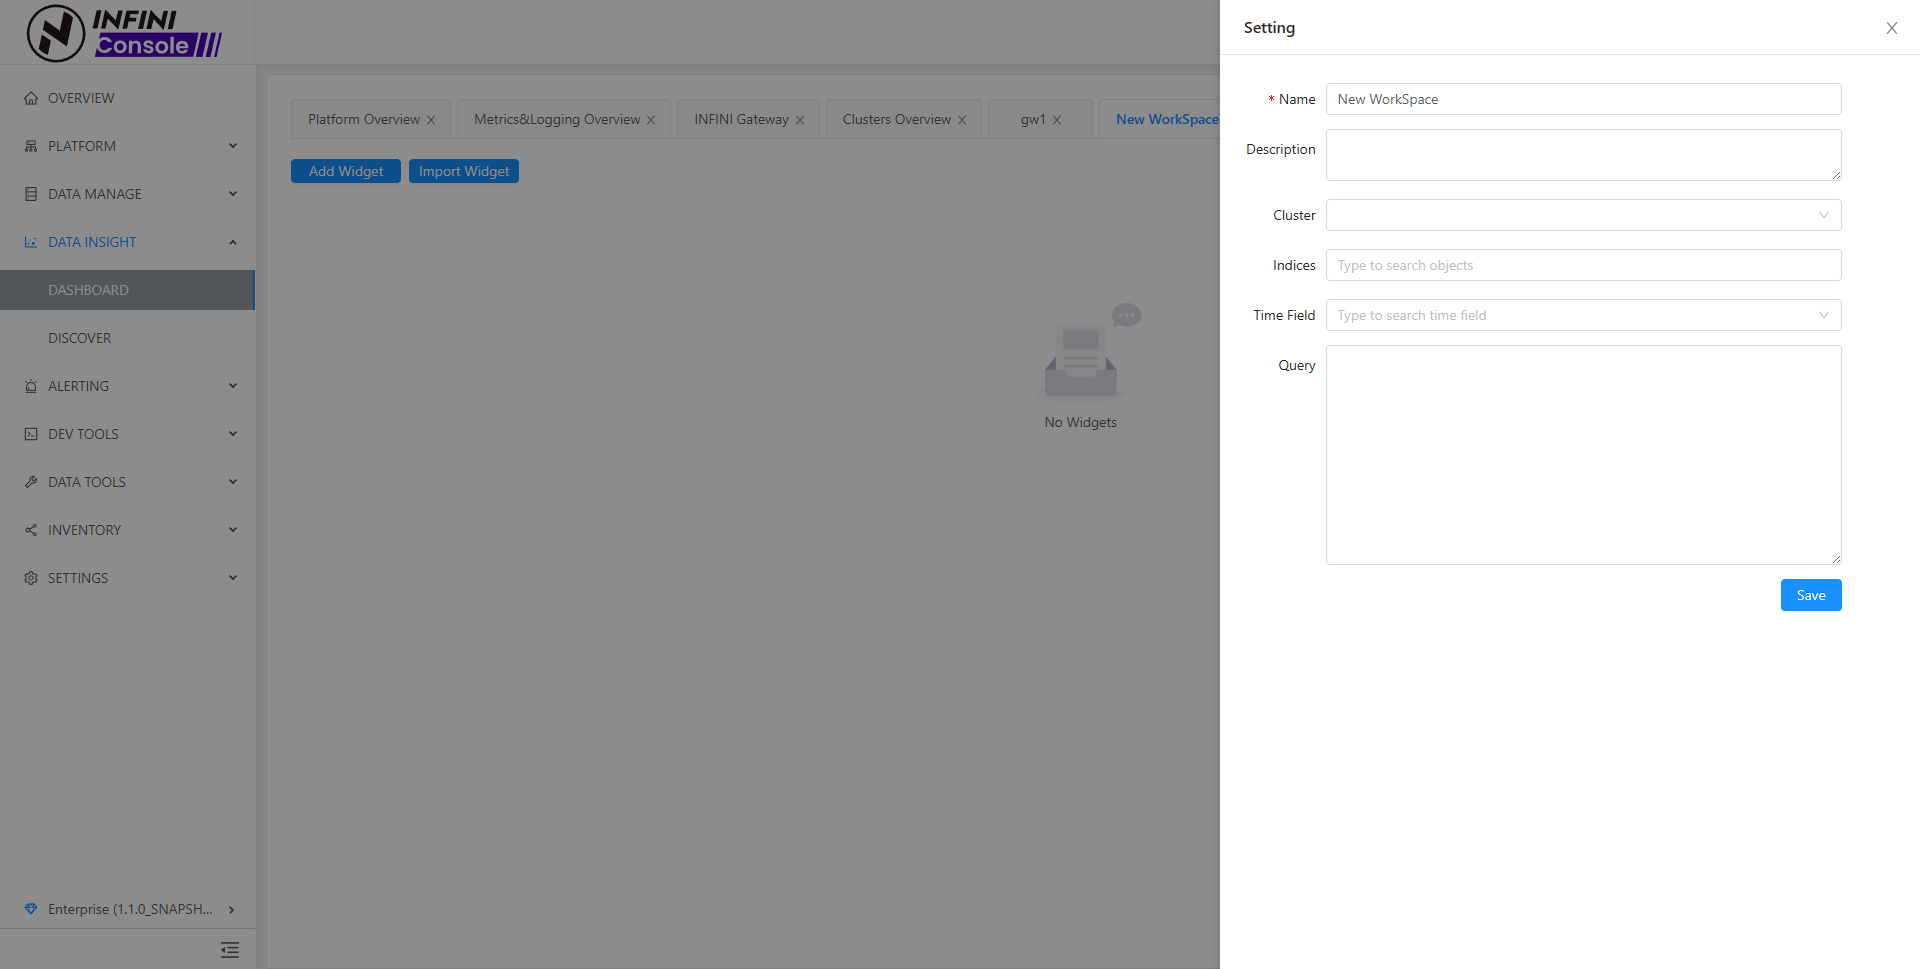 INFINI
Console
OVERVIEW
PLATFORM
DATA MANAGE
DATA INSIGHT
DASHBOARD
DISCOVER
ALERTING
DEV TOOLS
DATA TOOLS
INVENTORY
SETTINGS
Enterprise (1.1.0_SNAPSH...
Platform Overview
Metrics&Logging Overview
INFINI Gateway
Clusters Overview
gw1
New WorkSpace
Add Widget
Import Widget
No Widgets
Setting
* Name
New WorkSpace
Description
Cluster
Indices
Type to search objects
Time Field
Type to search time field
Query
Save